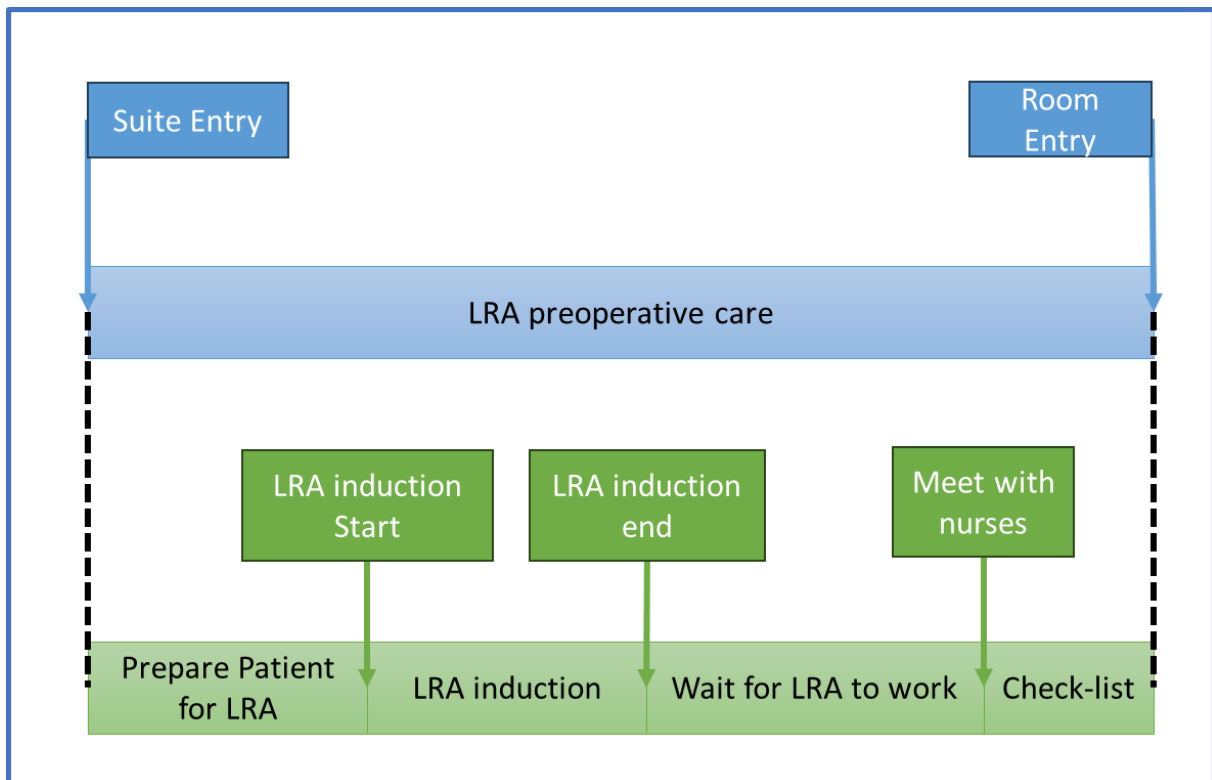 Suite Entry
Room
Entry
LRA preoperative care
LRA induction
Start
LRA induction
end
Meet with
nurses
Prepare Patient
for LRA
LRA induction
Wait for LRA to work
Check-list